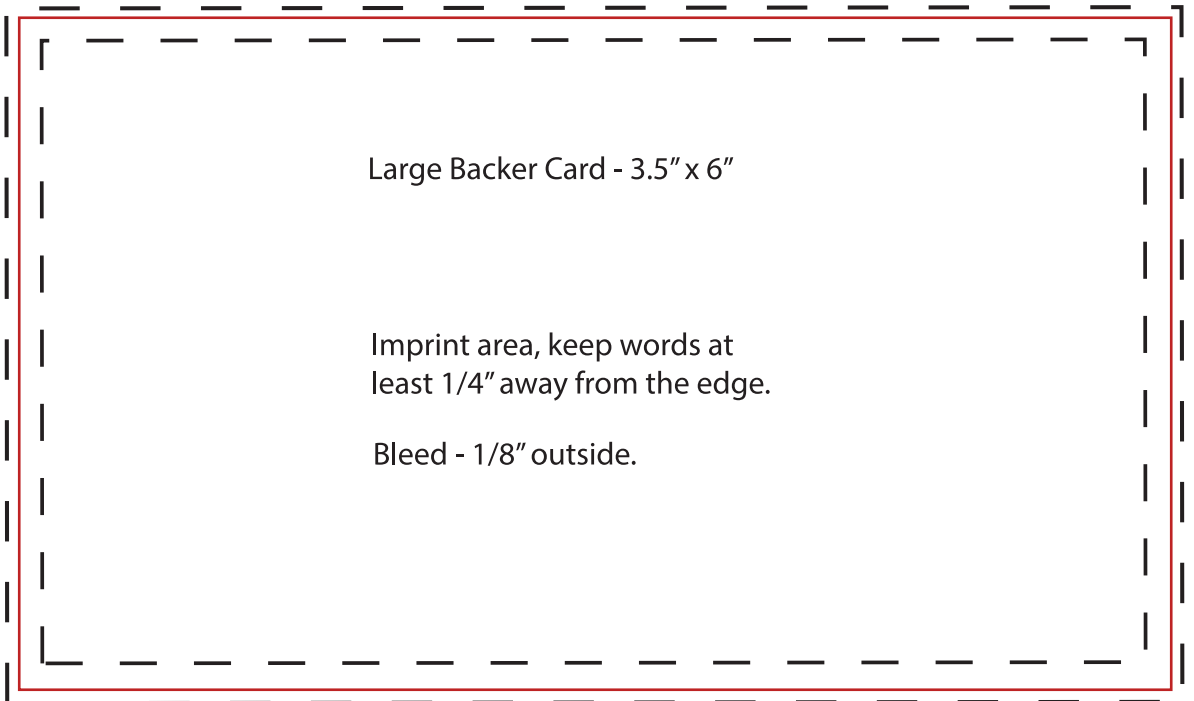 Large Backer Card - 3.5” x 6”
Imprint area, keep words at
least 1/4” away from the edge.
Bleed - 1/8” outside.